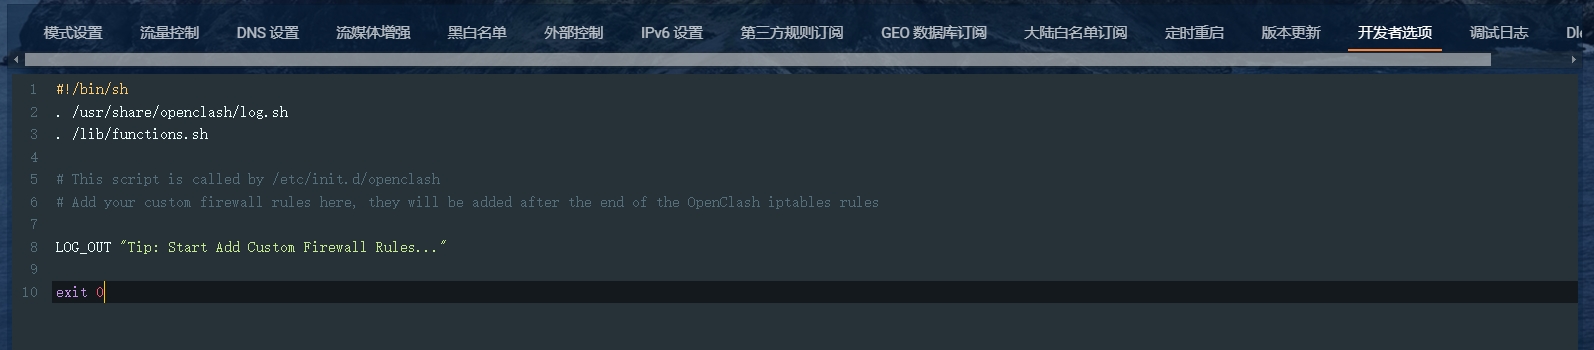 模式设置 流量控制 DNS 设置 流媒体增强 黑白名单 外部控制 IPv6 设置 第三方规则订阅 GEO 数据库订阅 大陆白名单订阅 定时重启 版本更新 开发者选项 调试日志
1 #!/bin/sh
2 . /usr/share/openclash/log.sh
3 . /lib/functions.sh
4
5 # This script is called by /etc/init.d/openclash
6 # Add your custom firewall rules here, they will be added after the end of the OpenClash iptables rules
7
8 LOG_OUT "Tip: Start Add Custom Firewall Rules..."
9
10 exit 0